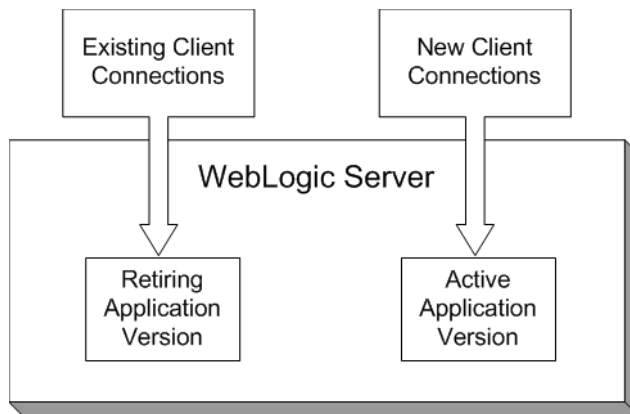 Existing Client
Connections
New Client
Connections
WebLogic Server
Retiring
Application
Version
Active
Application
Version